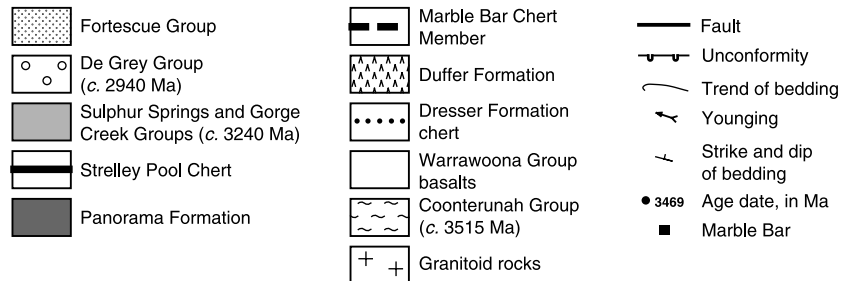 Fortescue Group
De Grey Group
(c. 2940 Ma)
Sulphur Springs and Gorge
Creek Groups (c. 3240 Ma)
Strelley Pool Chert
Panorama Formation
Marble Bar Chert
Member
Duffer Formation
Dresser Formation
chert
Warrawoona Group
basalts
Coonterunah Group
(c. 3515 Ma)
Granitoid rocks
Fault
Unconformity
Trend of bedding
Younging
Strike and dip
of bedding
3469 Age date, in Ma
Marble Bar